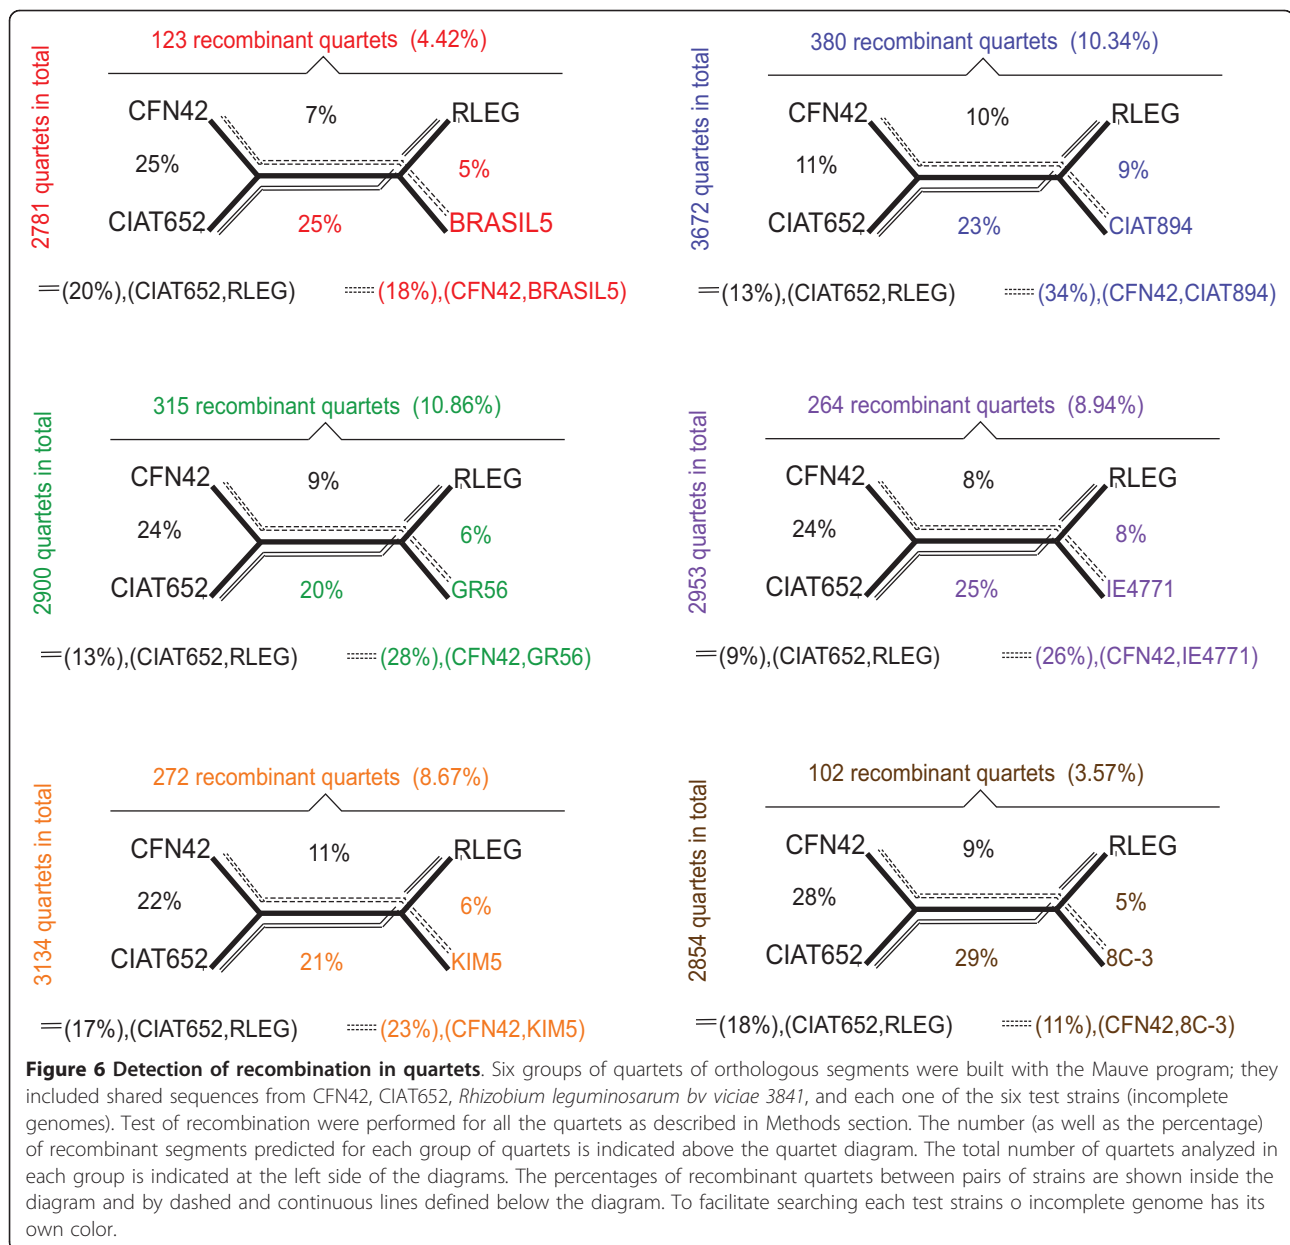 123 recombinant quartets (4.42%)
2781 quartets in total
CFN42
7%
RLEG
25%
5%
CIAT652
25%
BRASIL5
(20%),(CIAT652,RLEG)
(18%),(CFN42,BRASIL5)
380 recombinant quartets (10.34%)
3672 quartets in total
CFN42
10%
RLEG
11%
9%
CIAT652
23%
CIAT894
(13%),(CIAT652,RLEG)
(34%),(CFN42,CIAT894)
315 recombinant quartets (10.86%)
2900 quartets in total
CFN42
9%
RLEG
24%
6%
CIAT652
20%
GR56
(13%),(CIAT652,RLEG)
(28%),(CFN42,GR56)
264 recombinant quartets (8.94%)
2953 quartets in total
CFN42
8%
RLEG
24%
8%
CIAT652
25%
IE4771
(9%),(CIAT652,RLEG)
(26%),(CFN42,IE4771)
272 recombinant quartets (8.67%)
3134 quartets in total
CFN42
11%
RLEG
22%
6%
CIAT652
21%
KIM5
(17%),(CIAT652,RLEG)
(23%),(CFN42,KIM5)
102 recombinant quartets (3.57%)
2854 quartets in total
CFN42
9%
RLEG
28%
5%
CIAT652
29%
8C-3
(18%),(CIAT652,RLEG)
(11%),(CFN42,8C-3)
Figure 6 Detection of recombination in quartets. Six groups of quartets of orthologous segments were built with the Mauve program; they
included shared sequences from CFN42, CIAT652, Rhizobium leguminosarum bv viciae 3841, and each one of the six test strains (incomplete
genomes). Test of recombination were performed for all the quartets as described in Methods section. The number (as well as the percentage)
of recombinant segments predicted for each group of quartets is indicated above the quartet diagram. The total number of quartets analyzed in
each group is indicated at the left side of the diagrams. The percentages of recombinant quartets between pairs of strains are shown inside the
diagram and by dashed and continuous lines defined below the diagram. To facilitate searching each test strains o incomplete genome has its
own color.